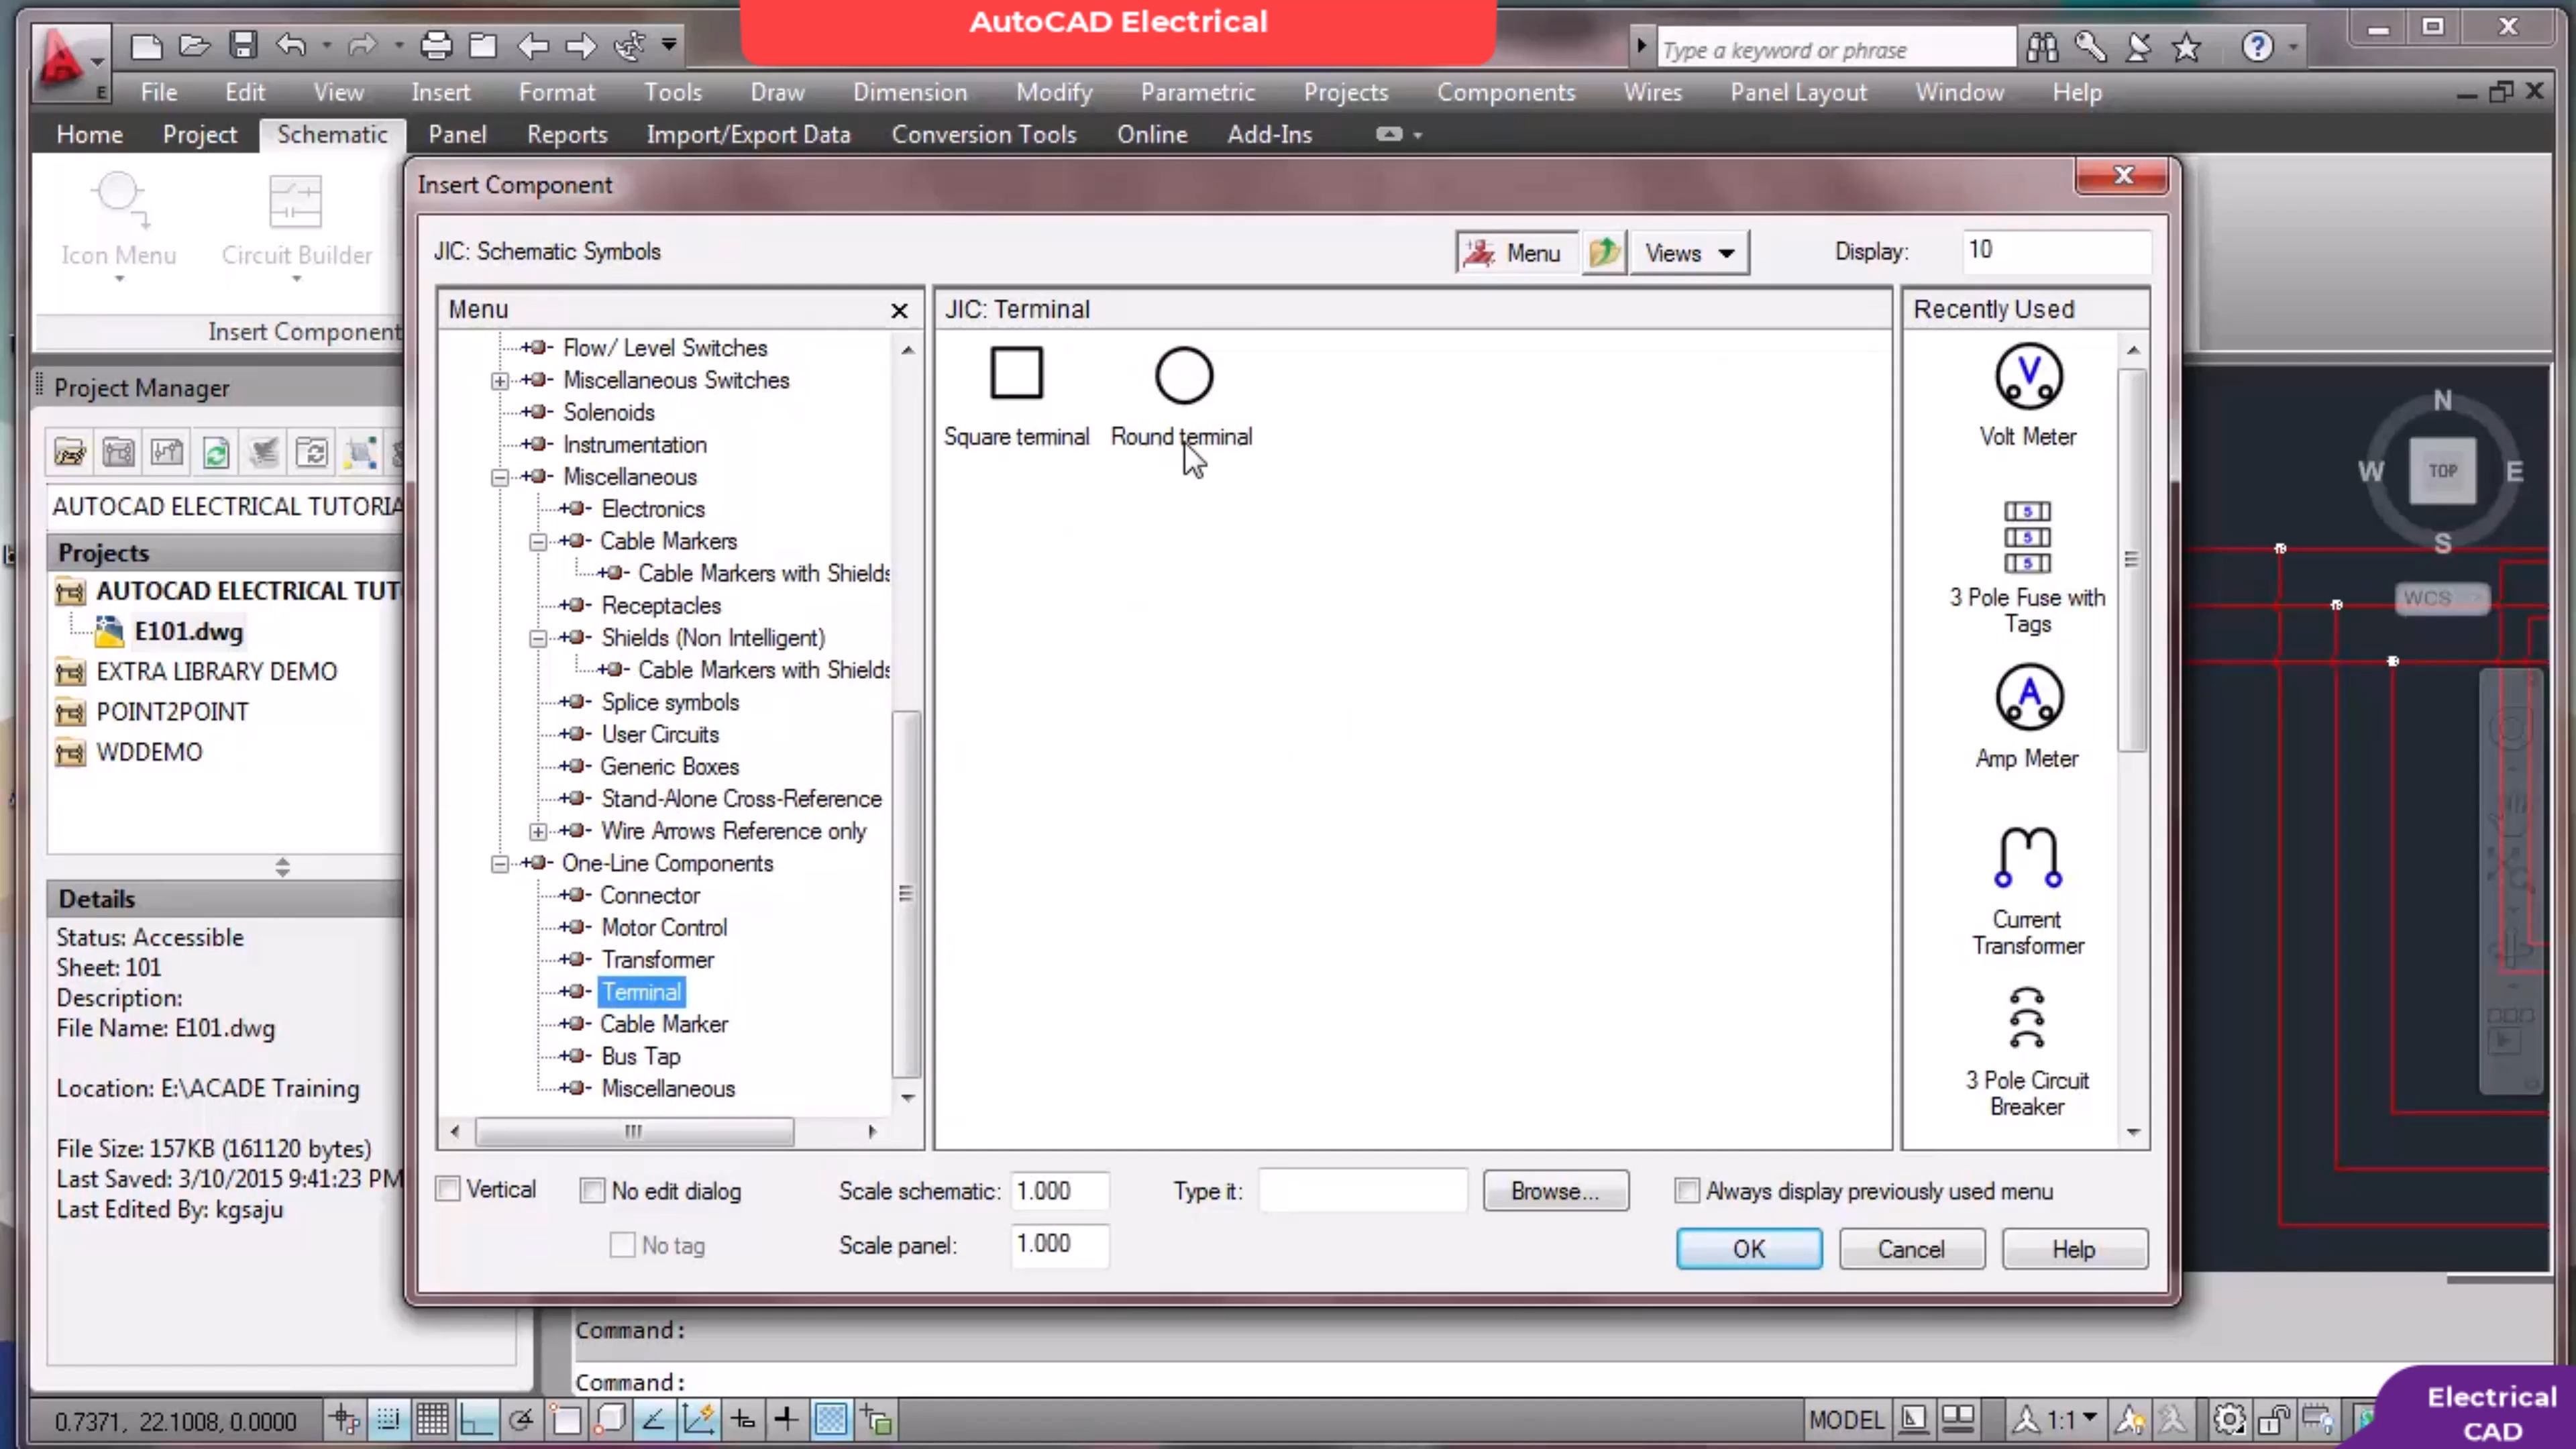 AutoCAD Electrical
Type a keyword or phrase
File Edit View Insert Format Tools Draw Dimension Modify Parametric Projects Components Wires Panel Layout Window Help
E
Home Project Schematic Panel Reports Import/Export Data Conversion Tools Online Add-Ins
Icon Menu
Circuit Builder
Insert Component
Project Manager
AUTOCAD ELECTRICAL TUTORIA
Projects
AUTOCAD ELECTRICAL TUT
E101.dwg
EXTRA LIBRARY DEMO
POINT2POINT
WDDEMO
Details
Status: Accessible
Sheet: 101
Description:
File Name: E101.dwg
Location: E:\ACADE Training
File Size: 157KB (161120 bytes)
Last Saved: 3/10/2015 9:41:23 PM
Last Edited By: kgsaju
Insert Component
JIC: Schematic Symbols
Menu
Views
Display: 10
Menu
Flow/ Level Switches
Miscellaneous Switches
Solenoids
Instrumentation
Miscellaneous
Electronics
Cable Markers
Cable Markers with Shields
Receptacles
Shields (Non Intelligent)
Cable Markers with Shields
Splice symbols
User Circuits
Generic Boxes
Stand-Alone Cross-Reference
Wire Arrows Reference only
One-Line Components
Connector
Motor Control
Transformer
Terminal
Cable Marker
Bus Tap
Miscellaneous
JIC: Terminal
Square terminal
Round terminal
Recently Used
V
Volt Meter
5
5
5
3 Pole Fuse with
Tags
A
Amp Meter
Current
Transformer
3 Pole Circuit
Breaker
Vertical
No edit dialog
No tag
Scale schematic: 1.000
Scale panel: 1.000
Type it:
Browse...
Always display previously used menu
OK
Cancel
Help
N
W
TOP
E
S
WCS
Command:
Command:
0.7371, 22.1008, 0.0000
MODEL
1:1
Electrical
CAD